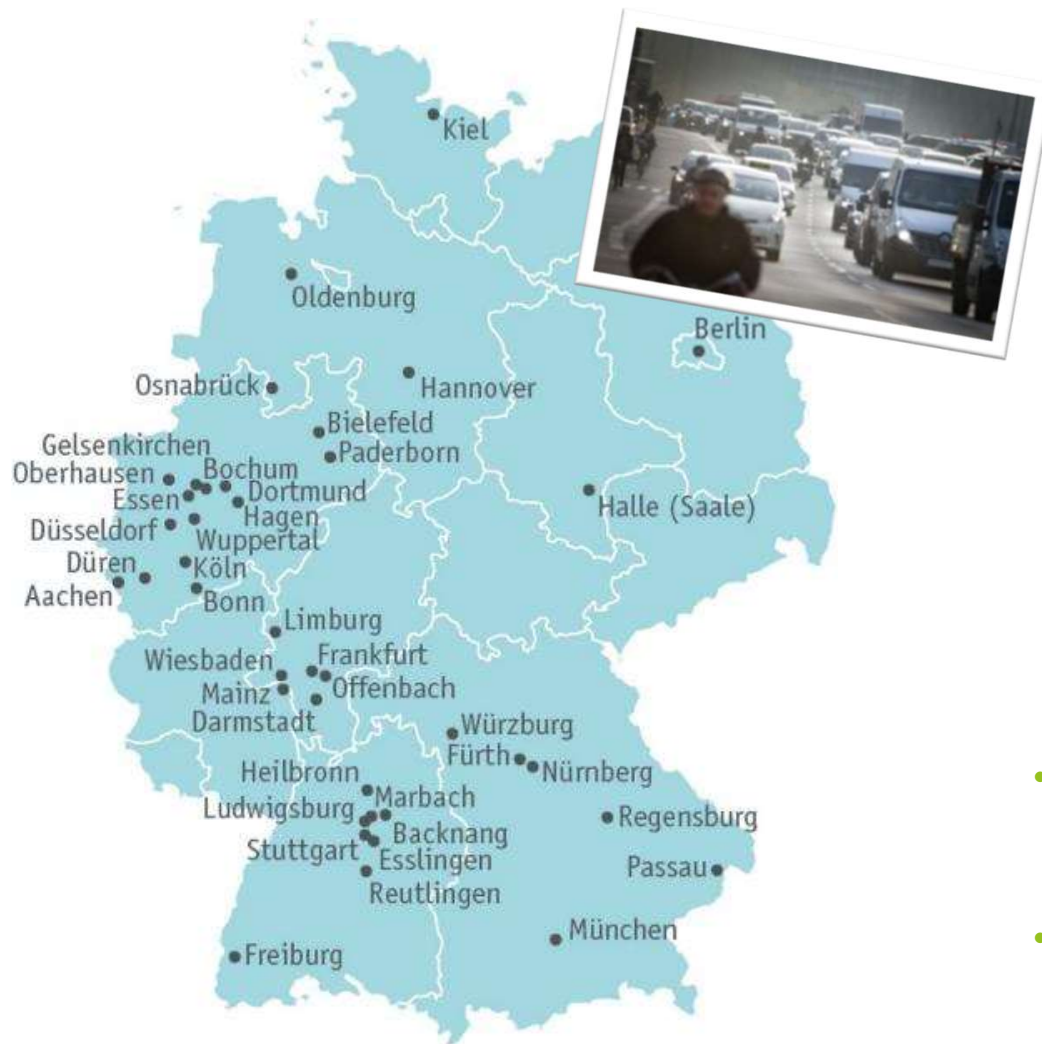 Kiel
Oldenburg
Berlin
Osnabrück
Hannover
Bielefeld
Gelsenkirchen
Paderborn
Oberhausen
Bochum
Essen
Dortmund
Halle (Saale)
Hagen
Düsseldorf
Wuppertal
Düren
Köln
Aachen
Bonn
Limburg
Wiesbaden
Frankfurt
Mainz
Offenbach
Darmstadt
Würzburg
Fürth
Nürnberg
Heilbronn
Marbach
Ludwigsburg
Regensburg
Backnang
Stuttgart
Esslingen
Passau
Reutlingen
München
Freiburg